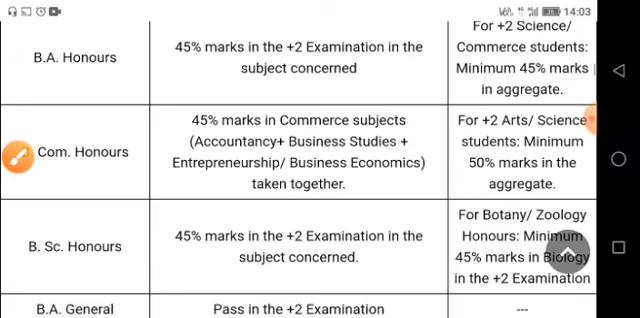 14:03
For +2 Science/
B.A. Honours
45% marks in the +2 Examination in the
subject concerned
Commerce students:
Minimum 45% marks
in aggregate.
Com. Honours
45% marks in Commerce subjects
(Accountancy+ Business Studies +
Entrepreneurship/ Business Economics)
taken together.
For +2 Arts/ Science
students: Minimum
50% marks in the
aggregate.
B. Sc. Honours
45% marks in the +2 Examination in the
subject concerned.
For Botany/ Zoology
Honours: Minimum
45% marks in Biology
in the +2 Examination
B.A. General
Pass in the +2 Examination
---